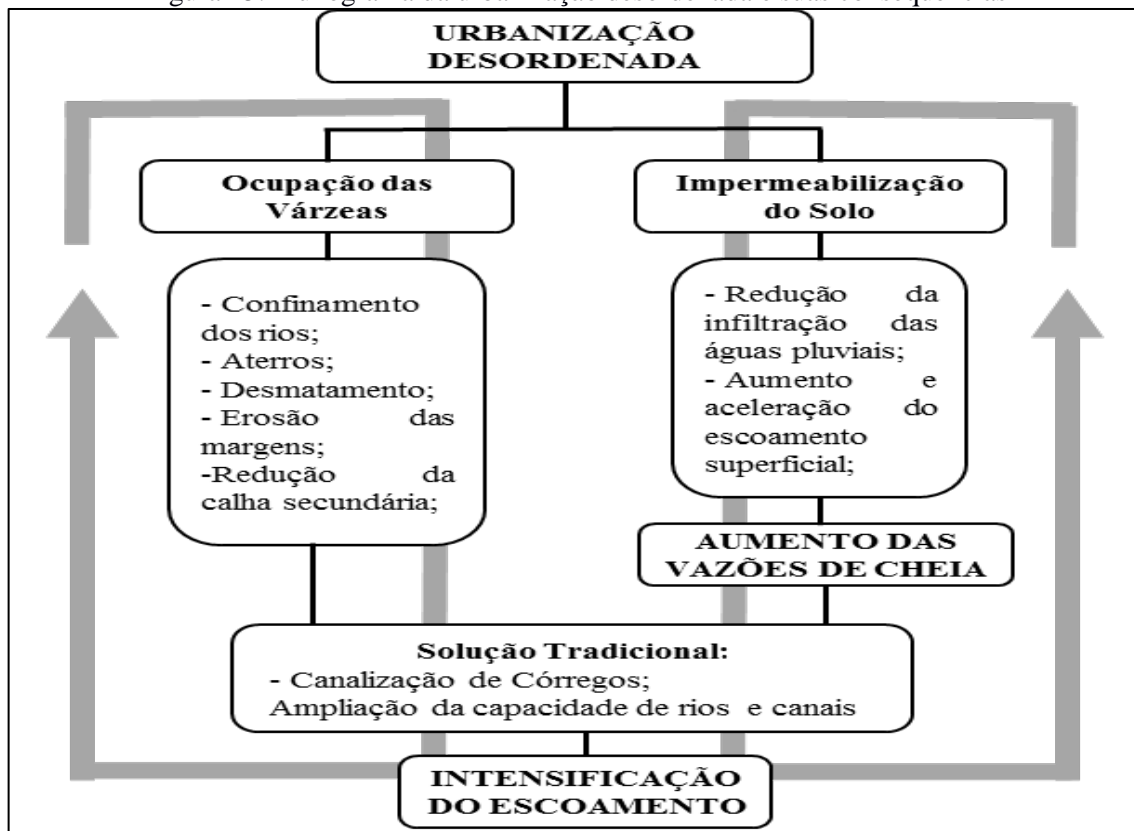 URBANIZAÇÃO
DESORDENADA
Ocupação das
Várzeas
Impermeabilização
do Solo
- Confinamento
dos rios;
- Aterros;
- Desmatamento;
- Erosão das
margens;
-Redução da
calha secundária;
- Redução da
infiltração das
águas pluviais;
- Aumento e
aceleração do
escoamento
superficial;
AUMENTO DAS
VAZÕES DE CHEIA
Solução Tradicional:
- Canalização de Córregos;
Ampliação da capacidade de rios e canais
INTENSIFICAÇÃO
DO ESCOAMENTO